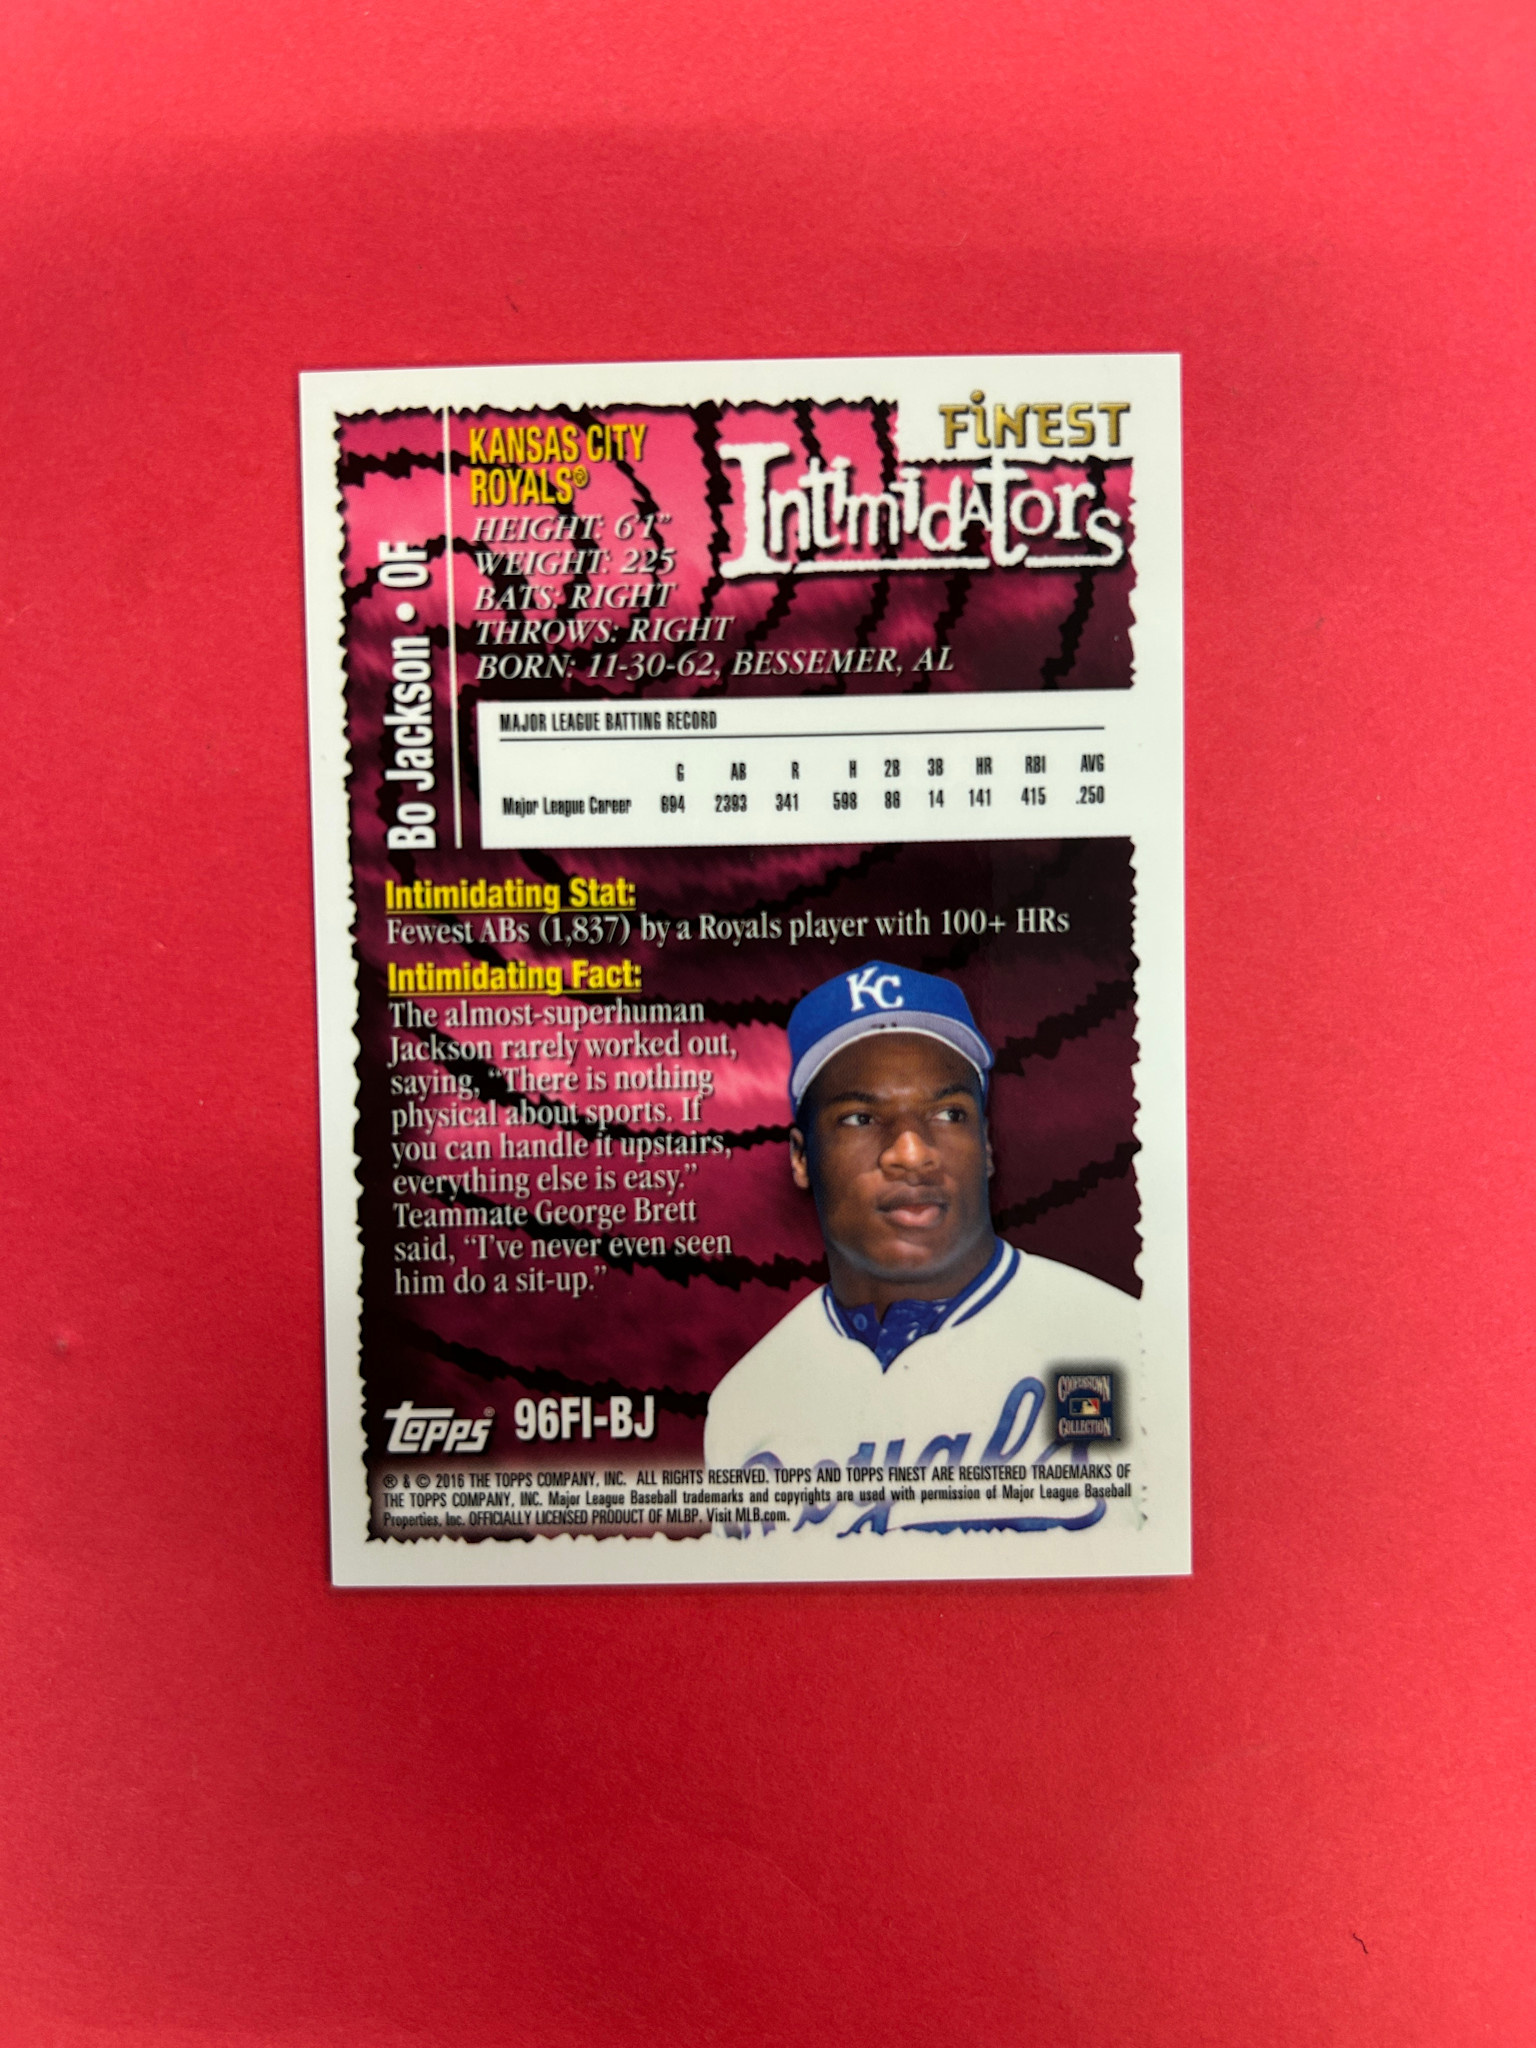 FiNEST
Intimidators
KANSAS CITY
ROYALS®
HEIGHT: 6'1"
WEIGHT: 225
BATS: RIGHT
THROWS: RIGHT
BORN: 11-30-62, BESSEMER, AL
Bo Jackson • OF
MAJOR LEAGUE BATTING RECORD
G AB R H 2B 3B HR RBI AVG
Major League Career 694 2393 341 598 86 14 141 415 .250
Intimidating Stat:
Fewest ABs (1,837) by a Royals player with 100+ HRs
Intimidating Fact:
The almost-superhuman
Jackson rarely worked out,
saying, “There is nothing
physical about sports. If
you can handle it upstairs,
everything else is easy.”
Teammate George Brett
said, “I’ve never even seen
him do a sit-up.”
KC
Royals
COOPERSTOWN
COLLECTION
TOPPS® 96FI-BJ
® & © 2016 THE TOPPS COMPANY, INC. ALL RIGHTS RESERVED. TOPPS AND TOPPS FINEST ARE REGISTERED TRADEMARKS OF
THE TOPPS COMPANY, INC. Major League Baseball trademarks and copyrights are used with permission of Major League Baseball
Properties, Inc. OFFICIALLY LICENSED PRODUCT OF MLBP. Visit MLB.com.